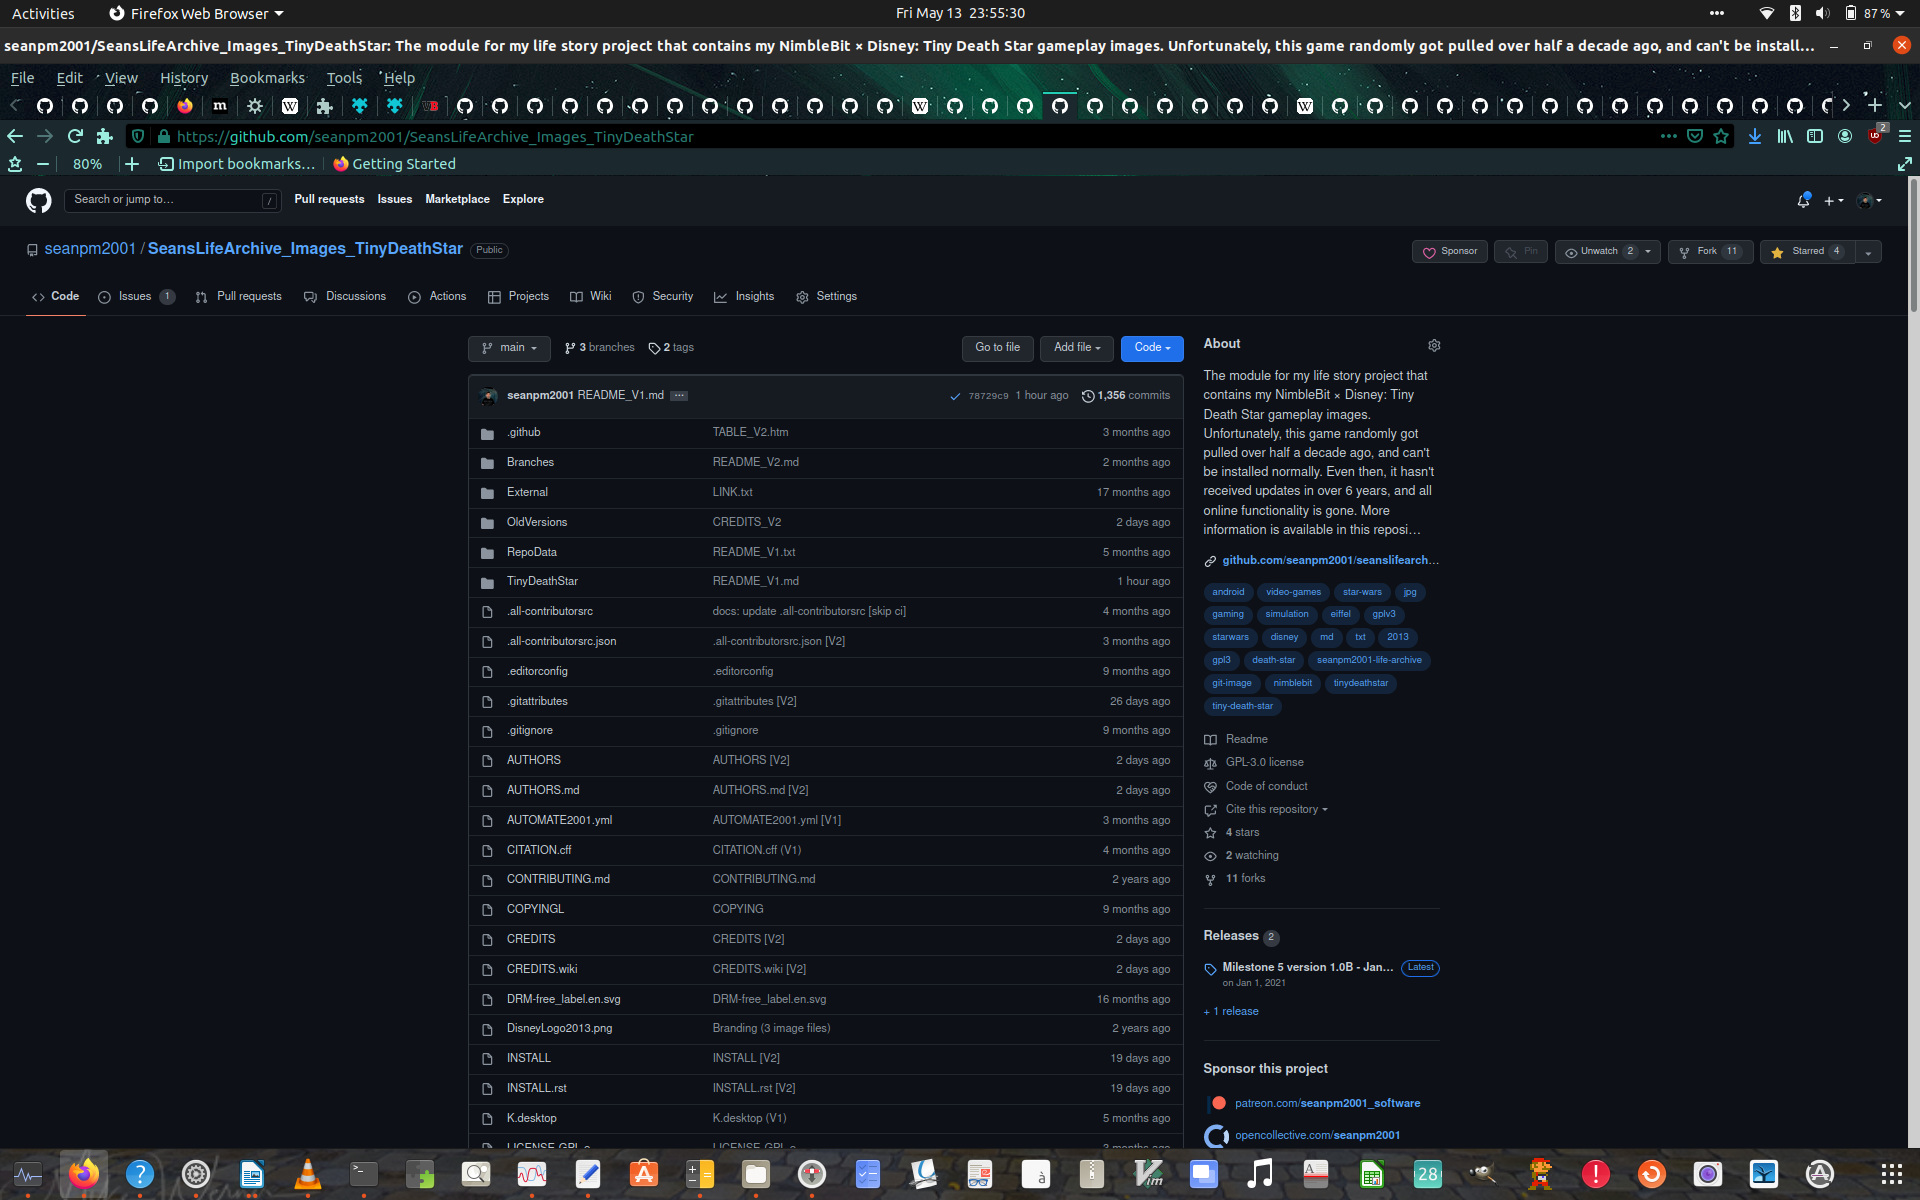 Activities Firefox Web Browser Fri May 13 23:55:30 87 %
seanpm2001/SeansLifeArchive_Images_TinyDeathStar: The module for my life story project that contains my NimbleBit × Disney: Tiny Death Star gameplay images. Unfortunately, this game randomly got pulled over half a decade ago, and can't be install…
File Edit View History Bookmarks Tools Help
https://github.com/seanpm2001/SeansLifeArchive_Images_TinyDeathStar 2
80% Import bookmarks… Getting Started
Search or jump to… / Pull requests Issues Marketplace Explore
seanpm2001 / SeansLifeArchive_Images_TinyDeathStar Public Sponsor Pin Unwatch 2 Fork 11 Starred 4
Code Issues 1 Pull requests Discussions Actions Projects Wiki Security Insights Settings
main 3 branches 2 tags Go to file Add file Code
seanpm2001 README_V1.md ... 78729c9 1 hour ago 1,356 commits
.github TABLE_V2.htm 3 months ago
Branches README_V2.md 2 months ago
External LINK.txt 17 months ago
OldVersions CREDITS_V2 2 days ago
RepoData README_V1.txt 5 months ago
TinyDeathStar README_V1.md 1 hour ago
.all-contributorsrc docs: update .all-contributorsrc [skip ci] 4 months ago
.all-contributorsrc.json .all-contributorsrc.json [V2] 3 months ago
.editorconfig .editorconfig 9 months ago
.gitattributes .gitattributes [V2] 26 days ago
.gitignore .gitignore 9 months ago
AUTHORS AUTHORS [V2] 2 days ago
AUTHORS.md AUTHORS.md [V2] 2 days ago
AUTOMATE2001.yml AUTOMATE2001.yml [V1] 3 months ago
CITATION.cff CITATION.cff (V1) 4 months ago
CONTRIBUTING.md CONTRIBUTING.md 2 years ago
COPYINGL COPYING 9 months ago
CREDITS CREDITS [V2] 2 days ago
CREDITS.wiki CREDITS.wiki [V2] 2 days ago
DRM-free_label.en.svg DRM-free_label.en.svg 16 months ago
DisneyLogo2013.png Branding (3 image files) 2 years ago
INSTALL INSTALL [V2] 19 days ago
INSTALL.rst INSTALL.rst [V2] 19 days ago
K.desktop K.desktop (V1) 5 months ago
About
The module for my life story project that
contains my NimbleBit × Disney: Tiny
Death Star gameplay images.
Unfortunately, this game randomly got
pulled over half a decade ago, and can't
be installed normally. Even then, it hasn't
received updates in over 6 years, and all
online functionality is gone. More
information is available in this reposi…
github.com/seanpm2001/seanslifearch…
android video-games star-wars jpg
gaming simulation eiffel gplv3
starwars disney md txt 2013
gpl3 death-star seanpm2001-life-archive
git-image nimblebit tinydeathstar
tiny-death-star
Readme
GPL-3.0 license
Code of conduct
Cite this repository
4 stars
2 watching
11 forks
Releases 2
Milestone 5 version 1.0B - Jan... Latest
on Jan 1, 2021
+ 1 release
Sponsor this project
patreon.com/seanpm2001_software
opencollective.com/seanpm2001
28